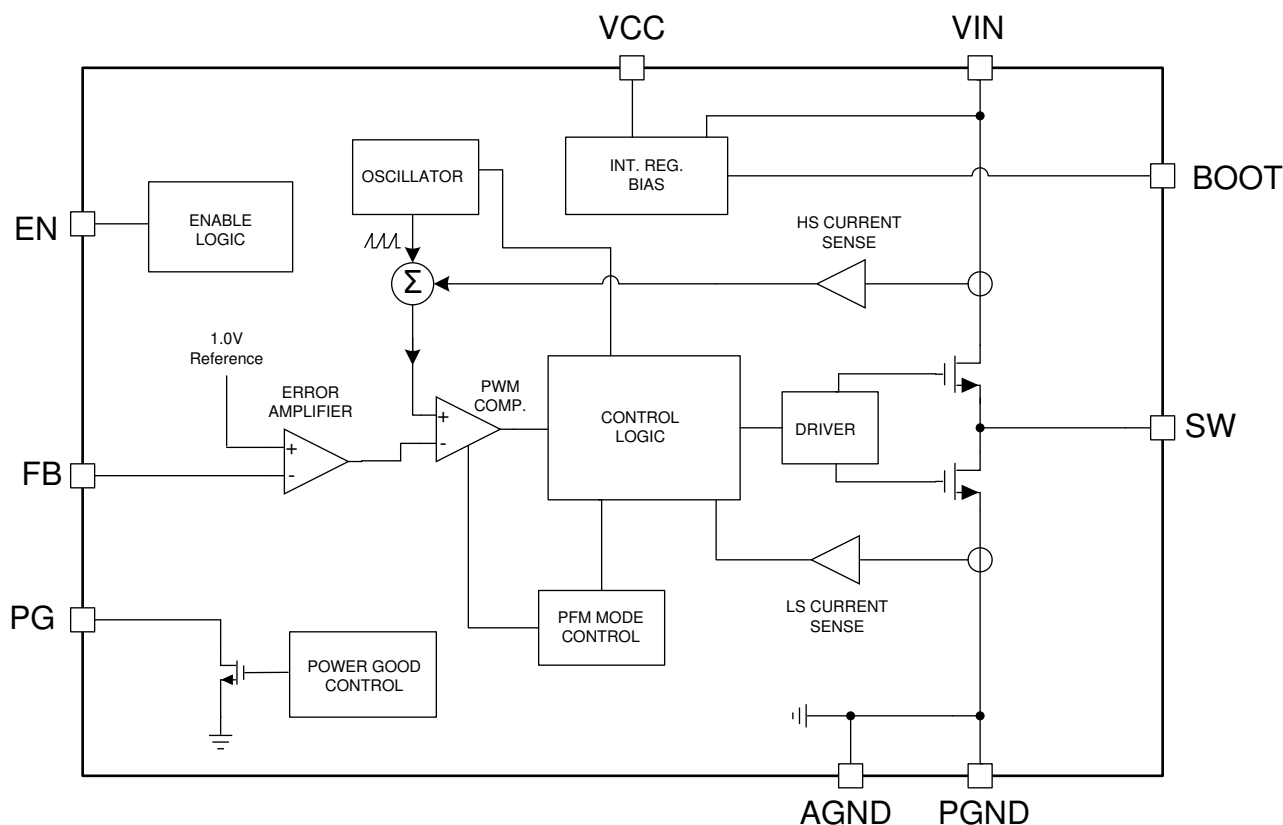 VCC
VIN
OSCILLATOR
INT. REG.
BIAS
BOOT
EN
ENABLE
LOGIC
HS CURRENT
SENSE
Σ
1.0V
Reference
ERROR
AMPLIFIER
PWM
COMP.
+
-
CONTROL
LOGIC
DRIVER
SW
FB
+
-
LS CURRENT
SENSE
PG
PFM MODE
CONTROL
POWER GOOD
CONTROL
AGND
PGND